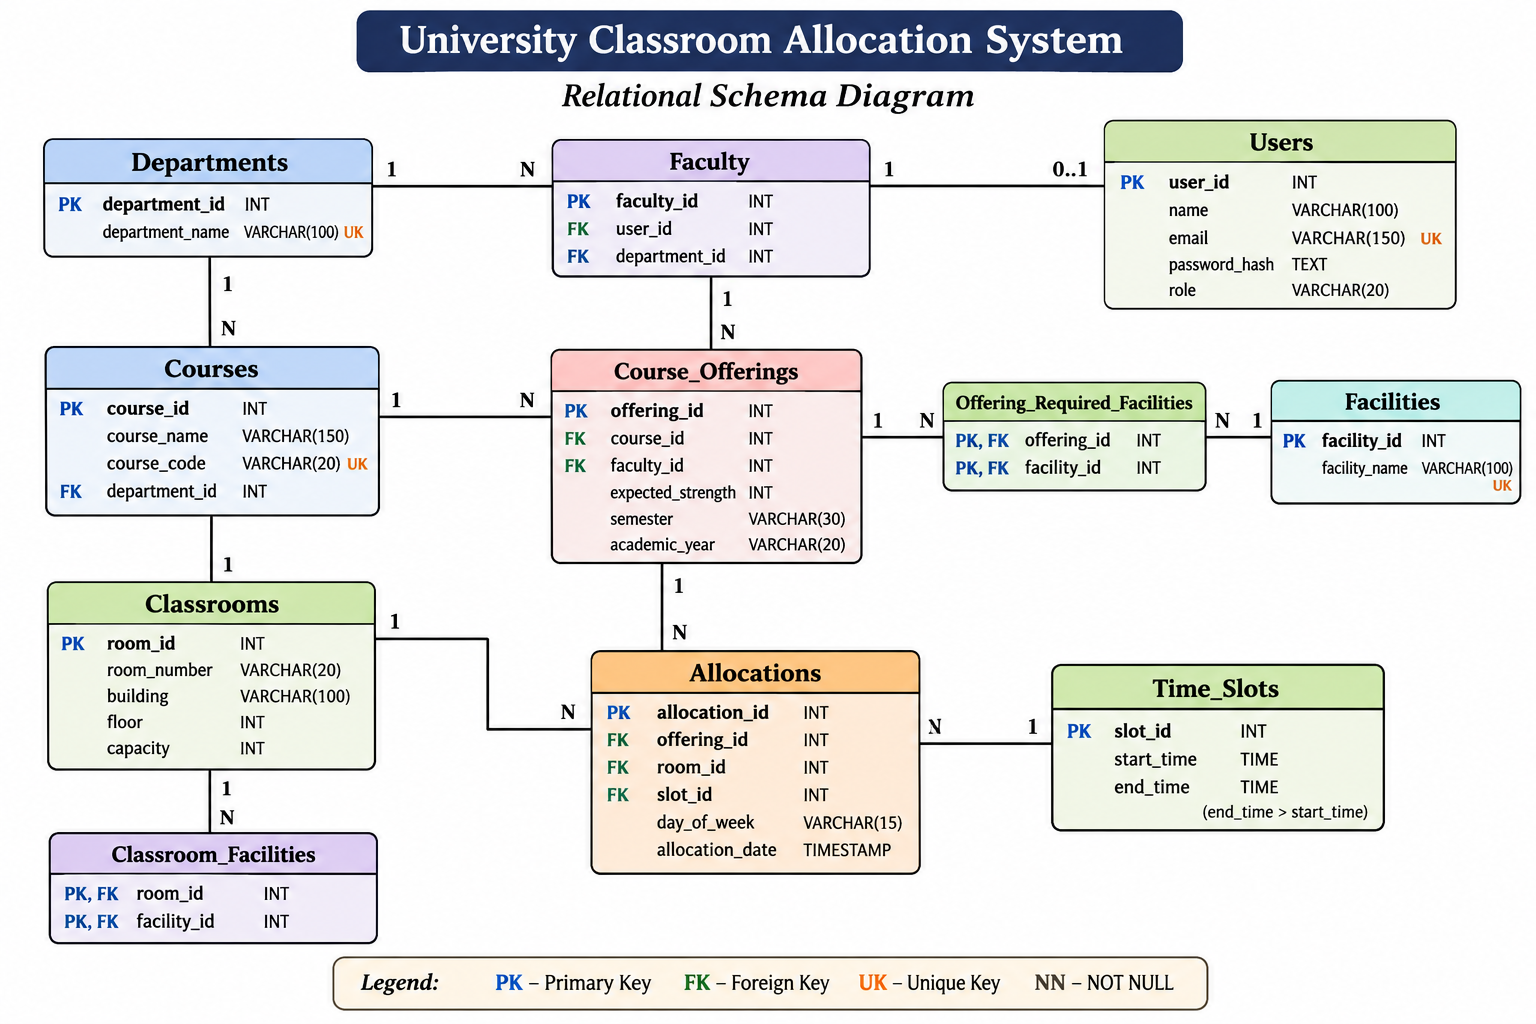 University Classroom Allocation System
Relational Schema Diagram
Departments
PK department_id INT
department_name VARCHAR(100) UK
1 N
Faculty
PK faculty_id INT
FK user_id INT
FK department_id INT
1 0..1
Users
PK user_id INT
name VARCHAR(100)
email VARCHAR(150) UK
password_hash TEXT
role VARCHAR(20)
1
N
1
N
Courses
PK course_id INT
course_name VARCHAR(150)
course_code VARCHAR(20) UK
FK department_id INT
1 N
Course_Offerings
PK offering_id INT
FK course_id INT
FK faculty_id INT
expected_strength INT
semester VARCHAR(30)
academic_year VARCHAR(20)
1 N
Offering_Required_Facilities
PK, FK offering_id INT
PK, FK facility_id INT
N 1
Facilities
PK facility_id INT
facility_name VARCHAR(100)
UK
1
Classrooms
PK room_id INT
room_number VARCHAR(20)
building VARCHAR(100)
floor INT
capacity INT
1
N
1
N
Allocations
PK allocation_id INT
FK offering_id INT
FK room_id INT
FK slot_id INT
day_of_week VARCHAR(15)
allocation_date TIMESTAMP
N 1
Time_Slots
PK slot_id INT
start_time TIME
end_time TIME
(end_time > start_time)
1
N
Classroom_Facilities
PK, FK room_id INT
PK, FK facility_id INT
Legend: PK – Primary Key FK – Foreign Key UK – Unique Key NN – NOT NULL